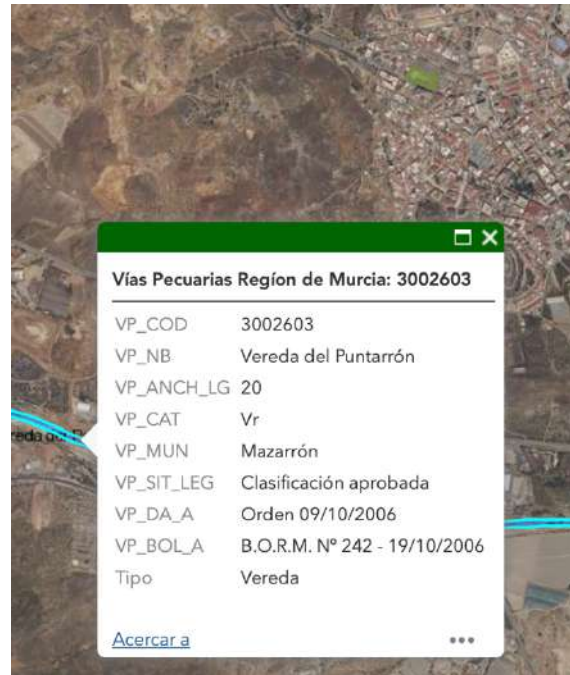 Vías Pecuarias Regíon de Murcia: 3002603
VP_COD 3002603
VP_NB Vereda del Puntarrón
VP_ANCH_LG 20
VP_CAT Vr
VP_MUN Mazarrón
VP_SIT_LEG Clasificación aprobada
VP_DA_A Orden 09/10/2006
VP_BOL_A B.O.R.M. Nº 242 - 19/10/2006
Tipo Vereda
Acercar a